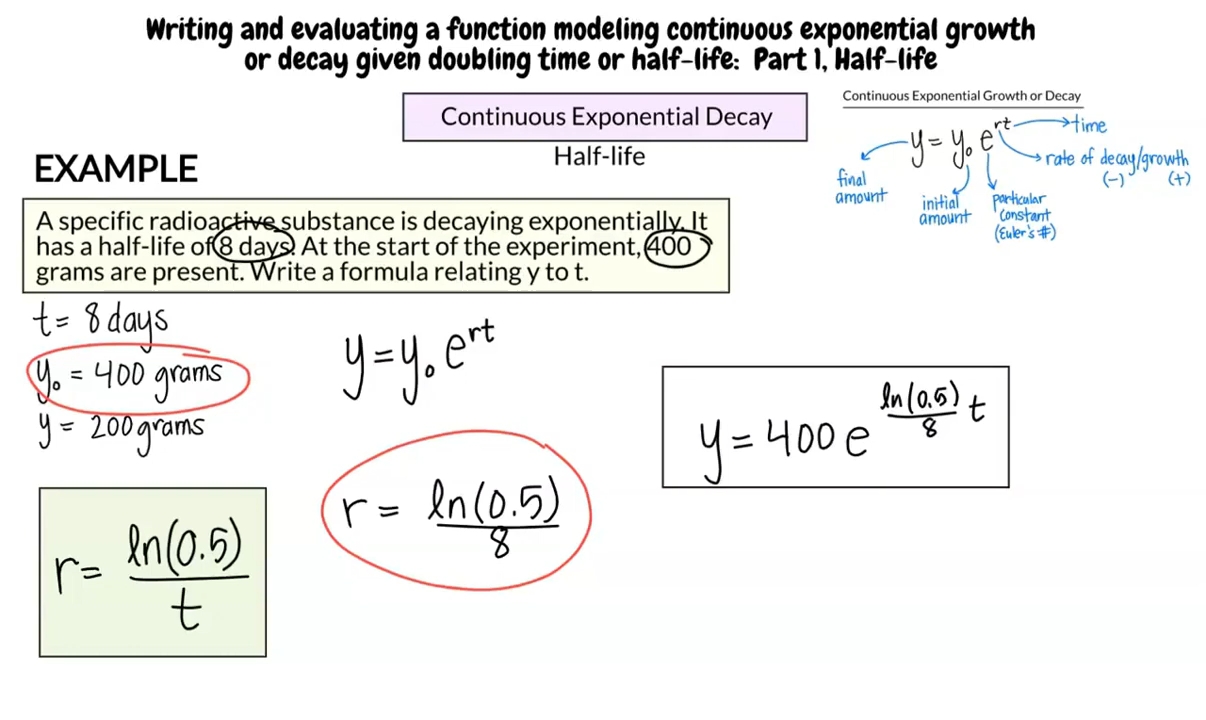 Writing and evaluating a function modeling continuous exponential growth
or decay given doubling time or half-life: Part 1, Half-life
Continuous Exponential Decay
Half-life
Continuous Exponential Growth or Decay
y = y₀ e^rt
time
rate of decay/growth
(-) (+)
final
amount
initial
amount
particular
constant
(Euler's #)
EXAMPLE
A specific radioactive substance is decaying exponentially. It
has a half-life of 8 days. At the start of the experiment, 400
grams are present. Write a formula relating y to t.
t = 8 days
y₀ = 400 grams
y = 200 grams
y = y₀ e^rt
r = ln(0.5)/t
r = ln(0.5)/8
y = 400 e^(ln(0.5)/8 t)